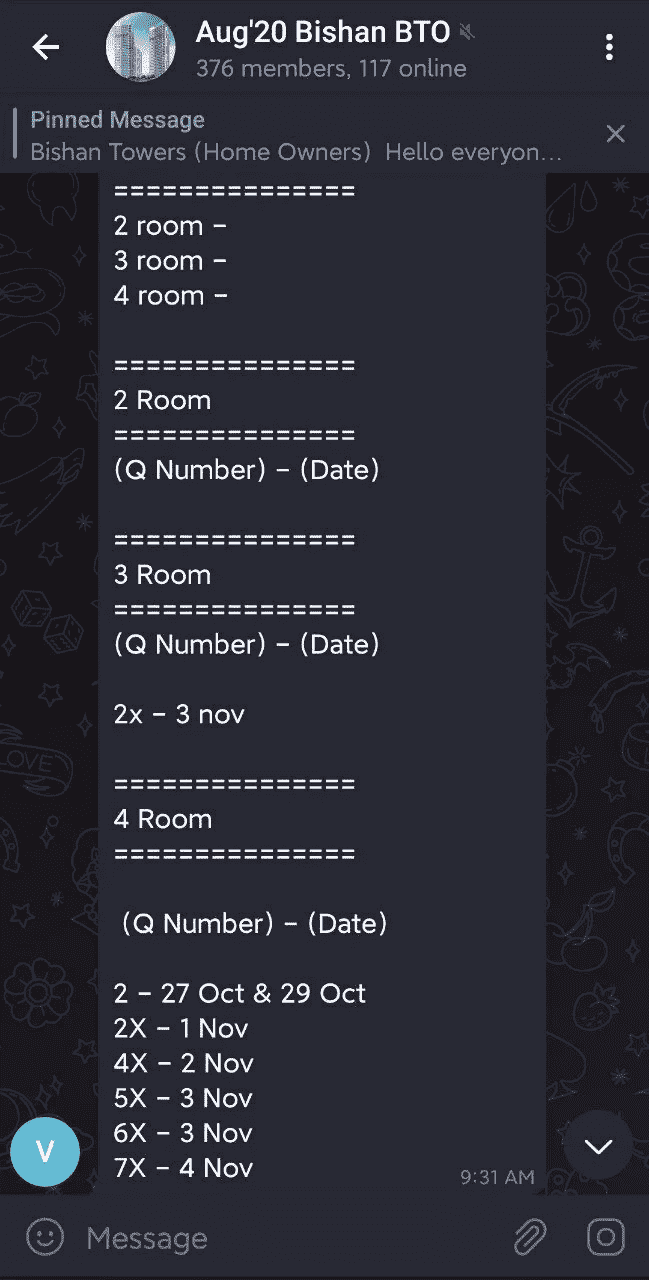 Aug'20 Bishan BTO
376 members, 117 online
Pinned Message
Bishan Towers (Home Owners) Hello everyon...
===============
2 room –
3 room –
4 room –
===============
2 Room
===============
(Q Number) – (Date)
===============
3 Room
===============
(Q Number) – (Date)
2x – 3 nov
===============
4 Room
===============
(Q Number) – (Date)
2 – 27 Oct & 29 Oct
2X – 1 Nov
4X – 2 Nov
5X – 3 Nov
6X – 3 Nov
7X – 4 Nov
9:31 AM
V
LOVE
Message